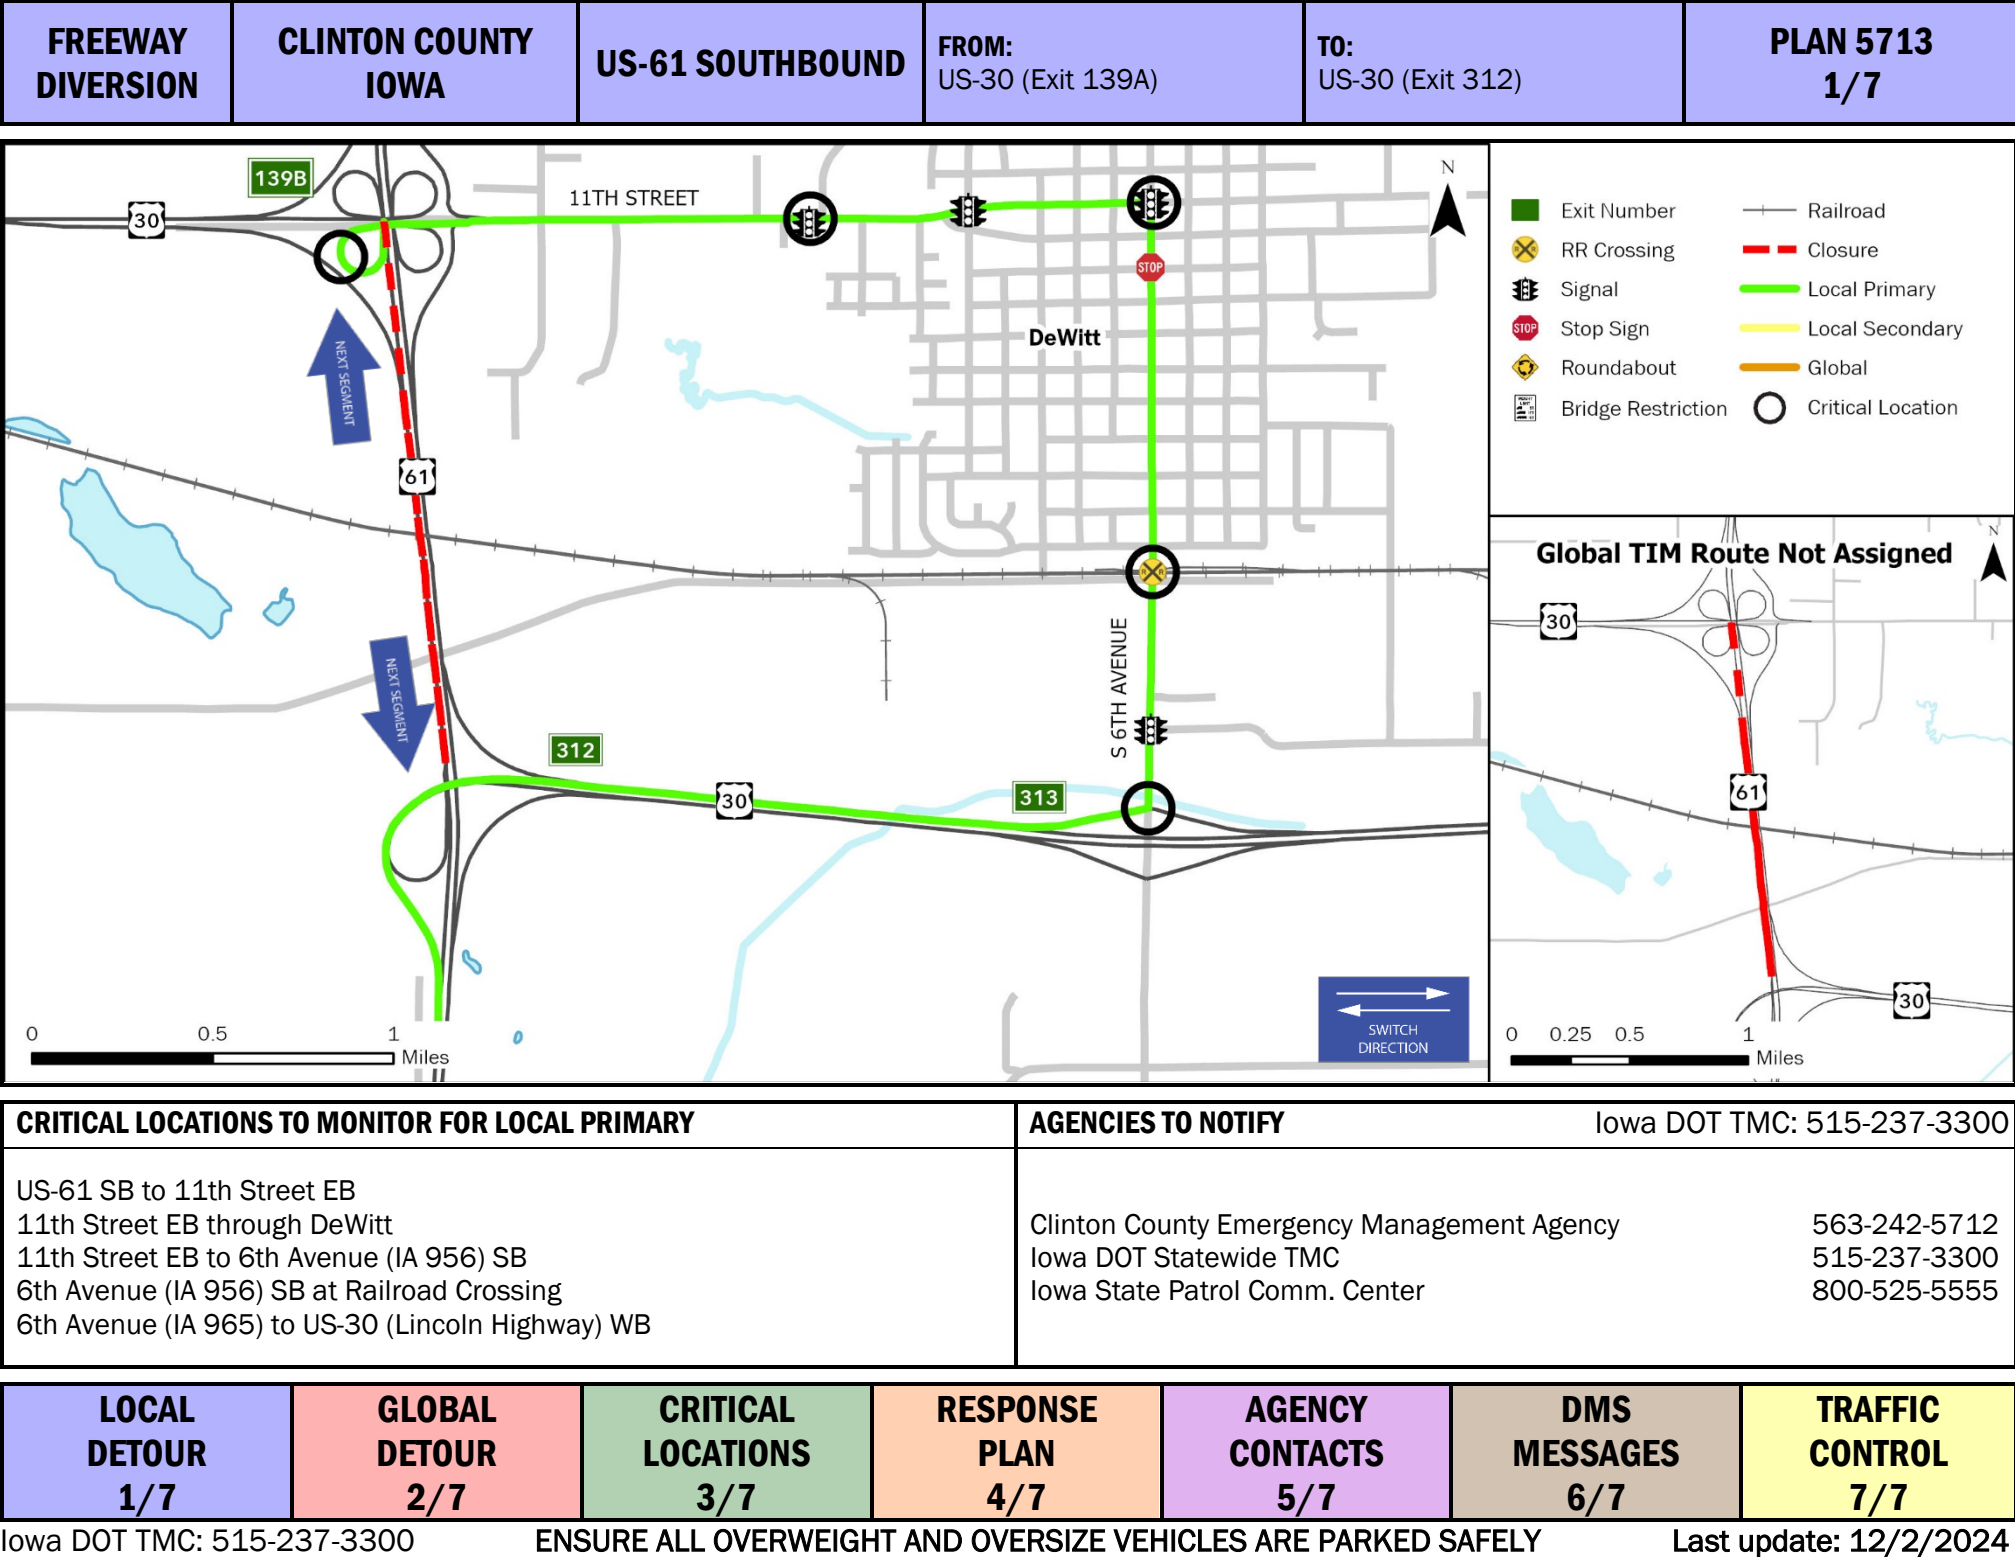 FREEWAY
DIVERSION
CLINTON COUNTY
IOWA
US-61 SOUTHBOUND
FROM:
US-30 (Exit 139A)
TO:
US-30 (Exit 312)
PLAN 5713
1/7
139B
30
11TH STREET
N
STOP
DeWitt
NEXT SEGMENT
61
R R
S 6TH AVENUE
NEXT SEGMENT
312
30
313
SWITCH
DIRECTION
0 0.5 1
Miles
Exit Number
RR Crossing
Signal
STOP Stop Sign
Roundabout
Bridge Restriction
Railroad
Closure
Local Primary
Local Secondary
Global
Critical Location
Global TIM Route Not Assigned
N
30
61
30
0 0.25 0.5 1
Miles
CRITICAL LOCATIONS TO MONITOR FOR LOCAL PRIMARY
US-61 SB to 11th Street EB
11th Street EB through DeWitt
11th Street EB to 6th Avenue (IA 956) SB
6th Avenue (IA 956) SB at Railroad Crossing
6th Avenue (IA 965) to US-30 (Lincoln Highway) WB
AGENCIES TO NOTIFY Iowa DOT TMC: 515-237-3300
Clinton County Emergency Management Agency 563-242-5712
Iowa DOT Statewide TMC 515-237-3300
Iowa State Patrol Comm. Center 800-525-5555
LOCAL
DETOUR
1/7
GLOBAL
DETOUR
2/7
CRITICAL
LOCATIONS
3/7
RESPONSE
PLAN
4/7
AGENCY
CONTACTS
5/7
DMS
MESSAGES
6/7
TRAFFIC
CONTROL
7/7
Iowa DOT TMC: 515-237-3300 ENSURE ALL OVERWEIGHT AND OVERSIZE VEHICLES ARE PARKED SAFELY Last update: 12/2/2024